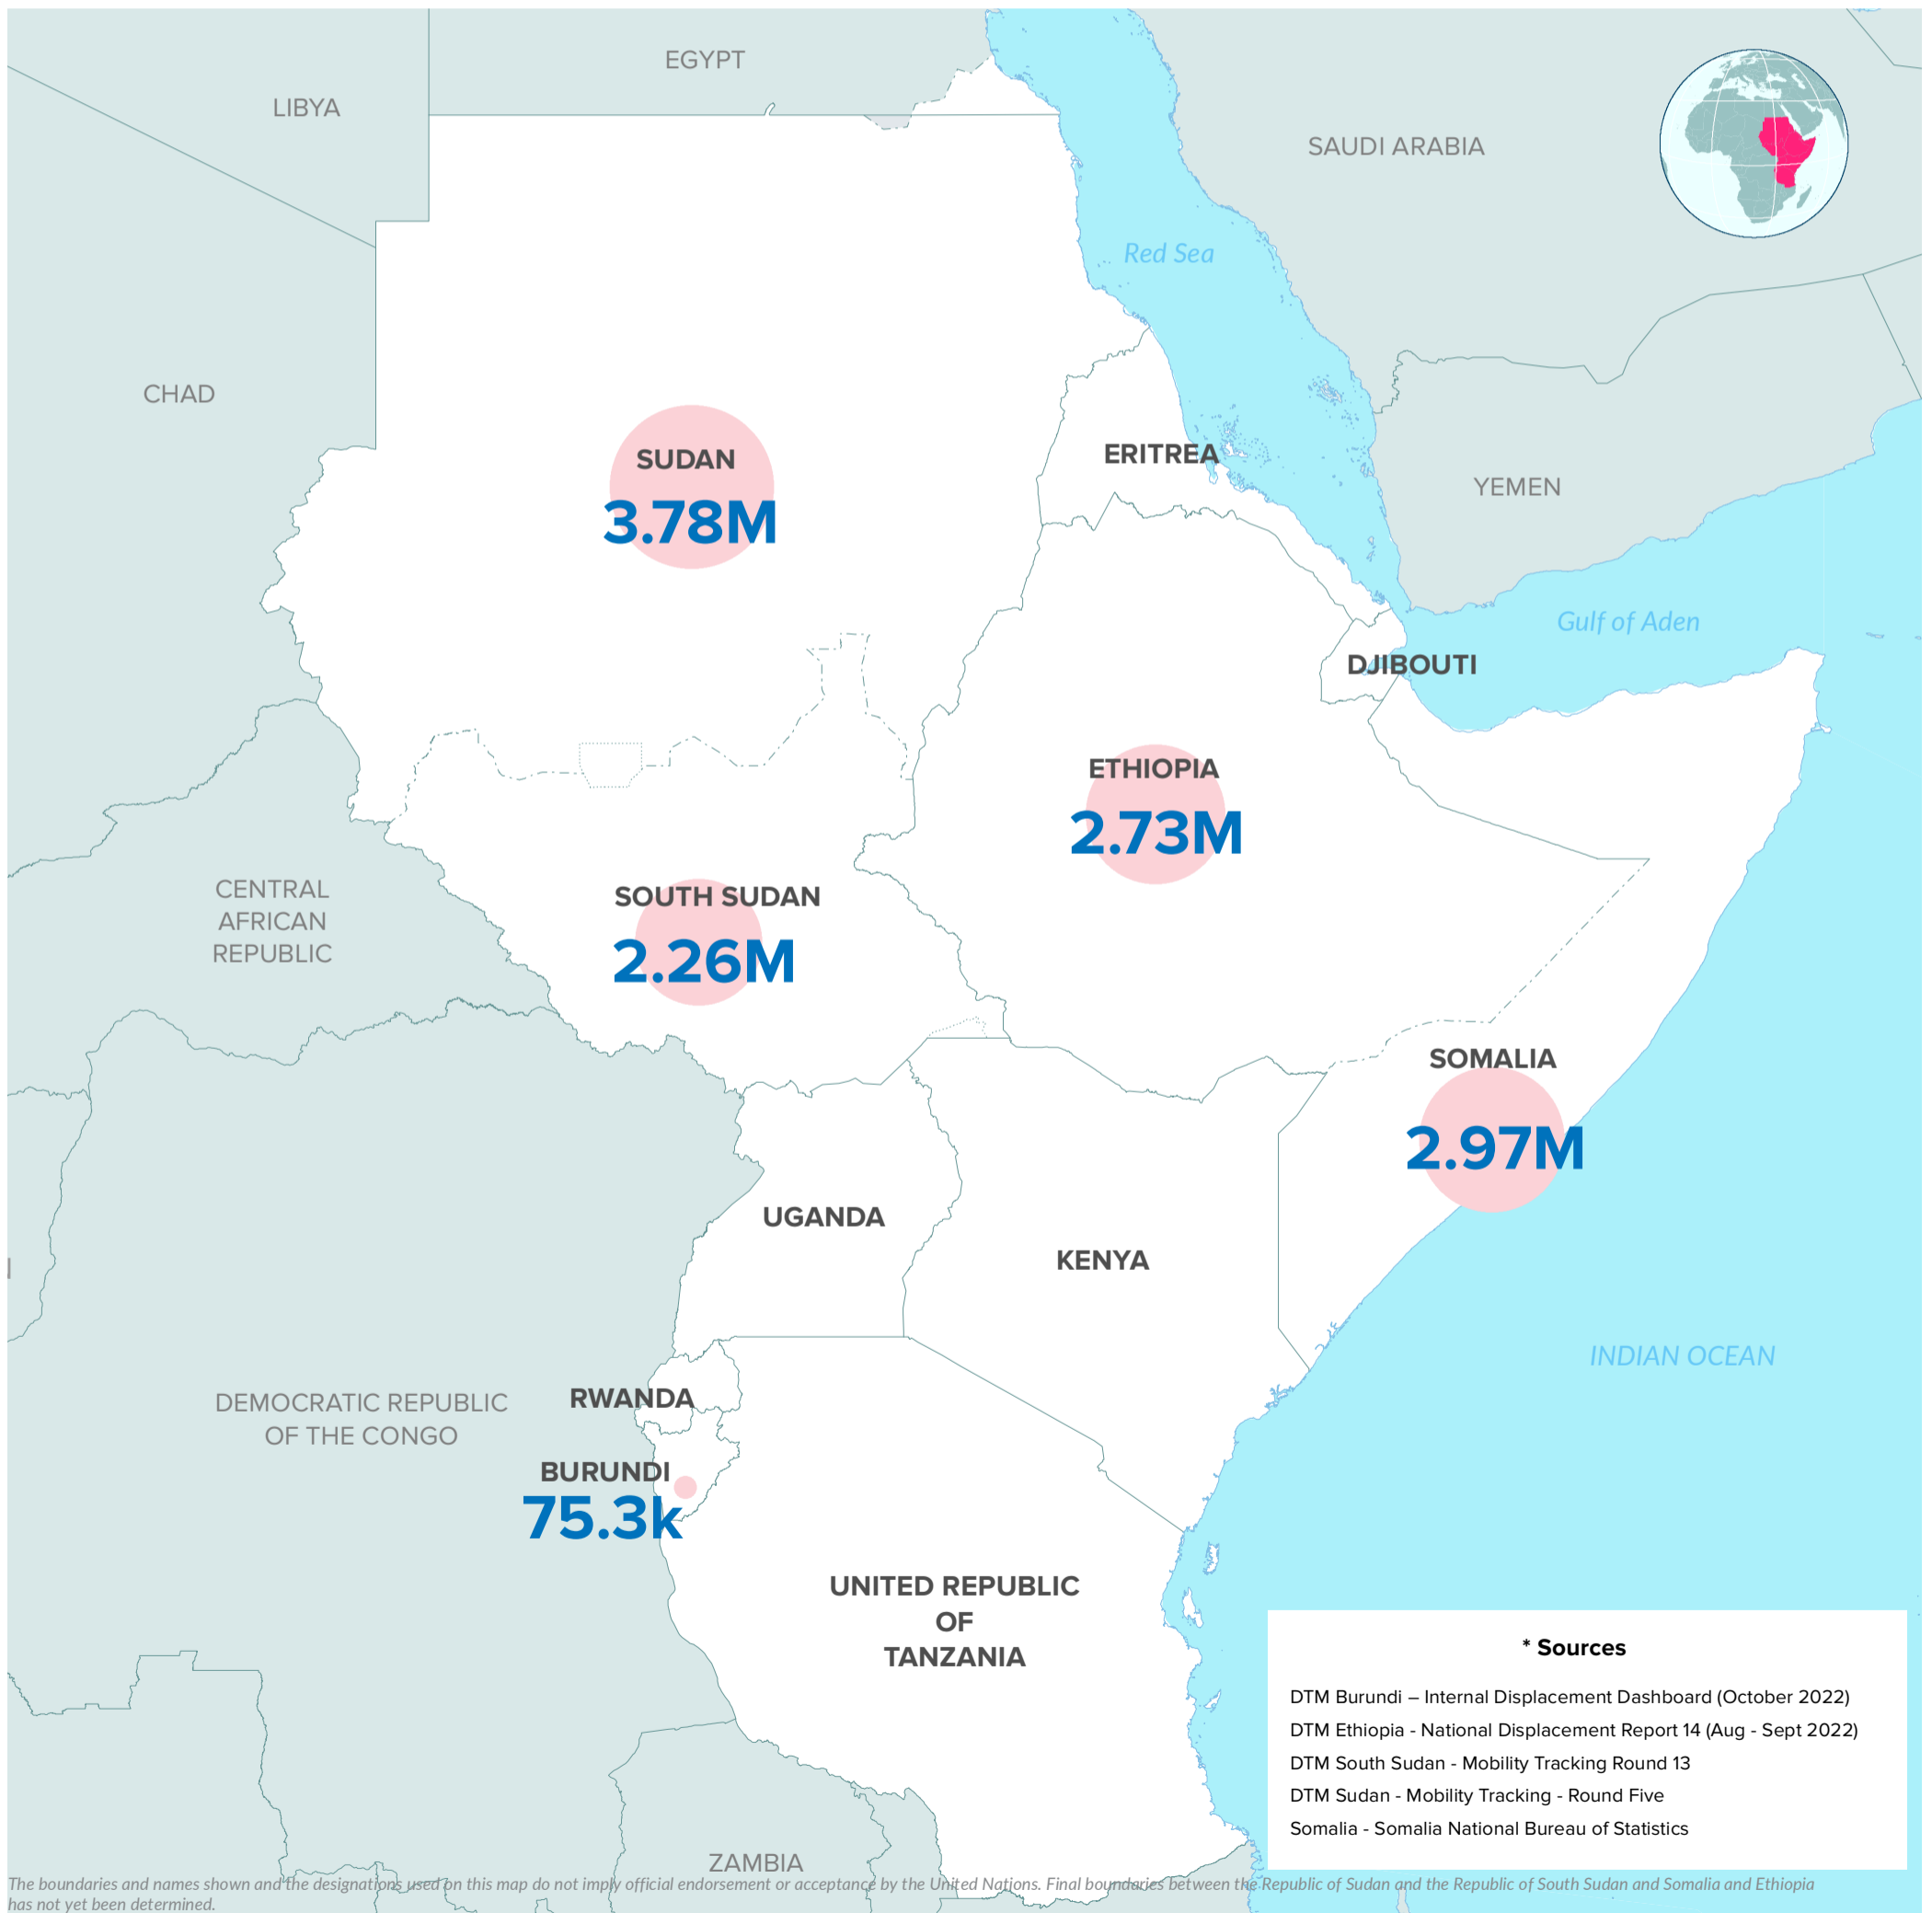 EGYPT
LIBYA
SAUDI ARABIA
Red Sea
CHAD
SUDAN
3.78M
ERITREA
YEMEN
Gulf of Aden
DJIBOUTI
ETHIOPIA
2.73M
CENTRAL
AFRICAN
REPUBLIC
SOUTH SUDAN
2.26M
SOMALIA
2.97M
UGANDA
KENYA
INDIAN OCEAN
RWANDA
DEMOCRATIC REPUBLIC
OF THE CONGO
BURUNDI
75.3k
UNITED REPUBLIC
OF
TANZANIA
* Sources
DTM Burundi – Internal Displacement Dashboard (October 2022)
DTM Ethiopia - National Displacement Report 14 (Aug - Sept 2022)
DTM South Sudan - Mobility Tracking Round 13
DTM Sudan - Mobility Tracking - Round Five
Somalia - Somalia National Bureau of Statistics
ZAMBIA
The boundaries and names shown and the designations used on this map do not imply official endorsement or acceptance by the United Nations. Final boundaries between the Republic of Sudan and the Republic of South Sudan and Somalia and Ethiopia
has not yet been determined.